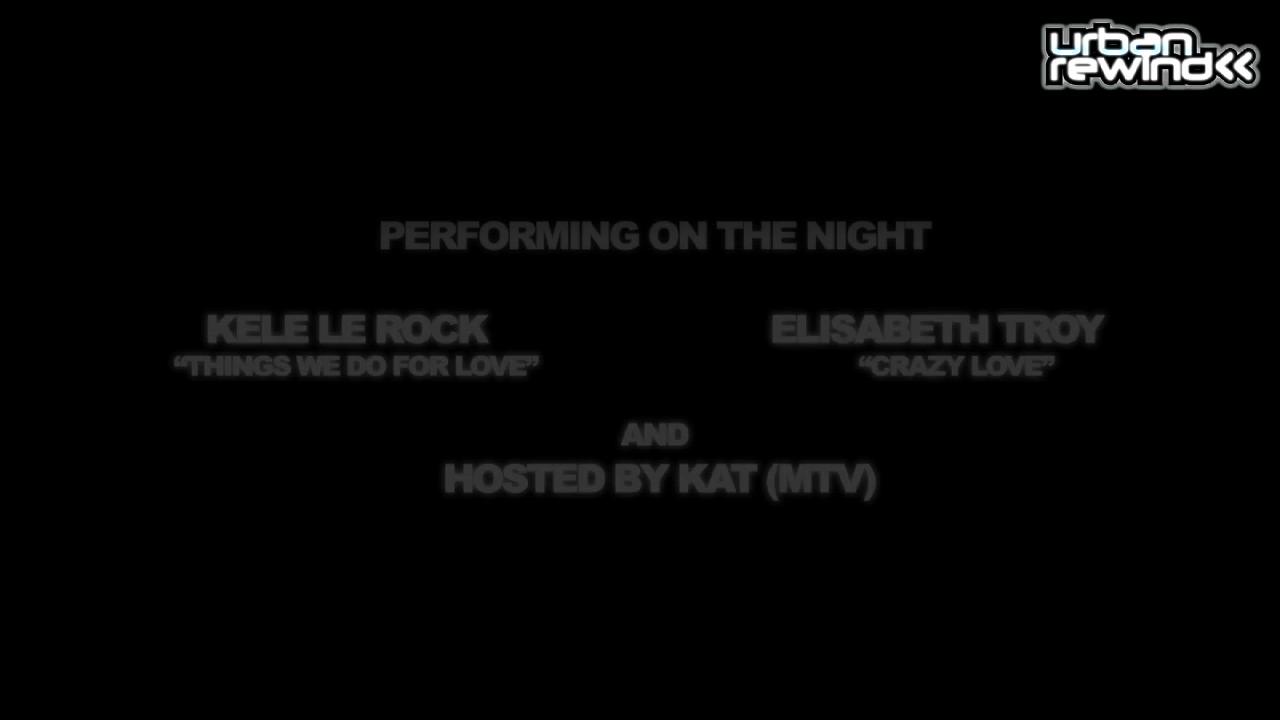 urban
rewind
PERFORMING ON THE NIGHT
KELE LE ROCK
“THINGS WE DO FOR LOVE”
ELISABETH TROY
“CRAZY LOVE”
AND
HOSTED BY KAT (MTV)